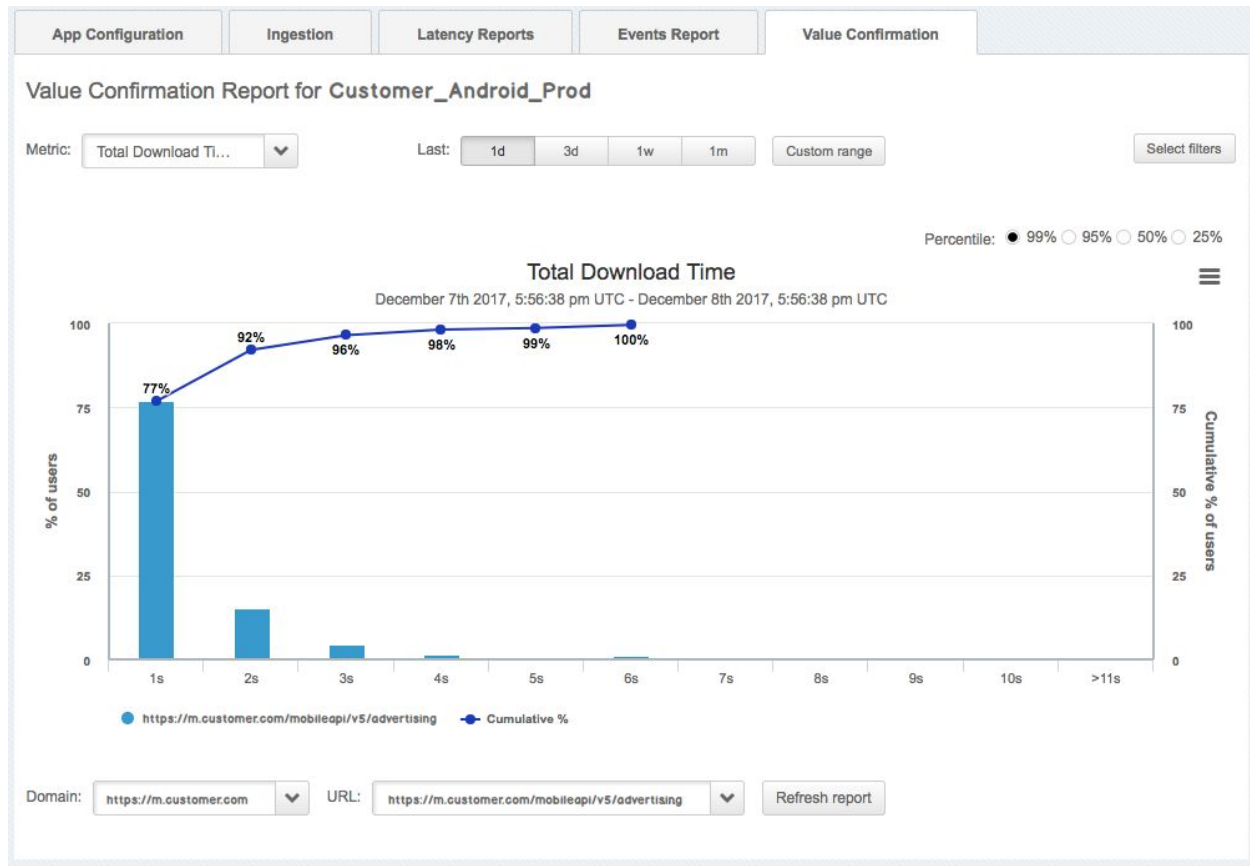 App Configuration Ingestion Latency Reports Events Report Value Confirmation
Value Confirmation Report for Customer_Android_Prod
Metric: Total Download Ti... Last: 1d 3d 1w 1m Custom range Select filters
Percentile: 99% 95% 50% 25%
Total Download Time
December 7th 2017, 5:56:38 pm UTC - December 8th 2017, 5:56:38 pm UTC
100 100
77% 92% 96% 98% 99% 100%
75 75
50 50
25 25
0 0
% of users
Cumulative % of users
1s 2s 3s 4s 5s 6s 7s 8s 9s 10s >11s
https://m.customer.com/mobileapi/v5/advertising Cumulative %
Domain: https://m.customer.com URL: https://m.customer.com/mobileapi/v5/advertising Refresh report